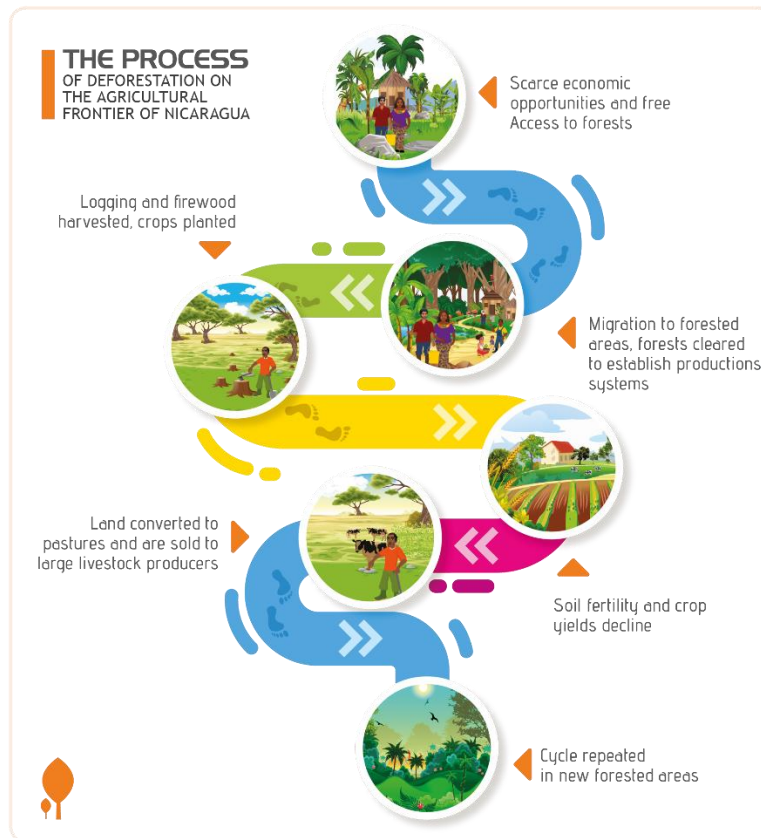 THE PROCESS
OF DEFORESTATION ON
THE AGRICULTURAL
FRONTIER OF NICARAGUA
Scarce economic
opportunities and free
Access to forests
Logging and firewood
harvested, crops planted
Migration to forested
areas, forests cleared
to establish productions
systems
Land converted to
pastures and are sold to
large livestock producers
Soil fertility and crop
yields decline
Cycle repeated
in new forested areas